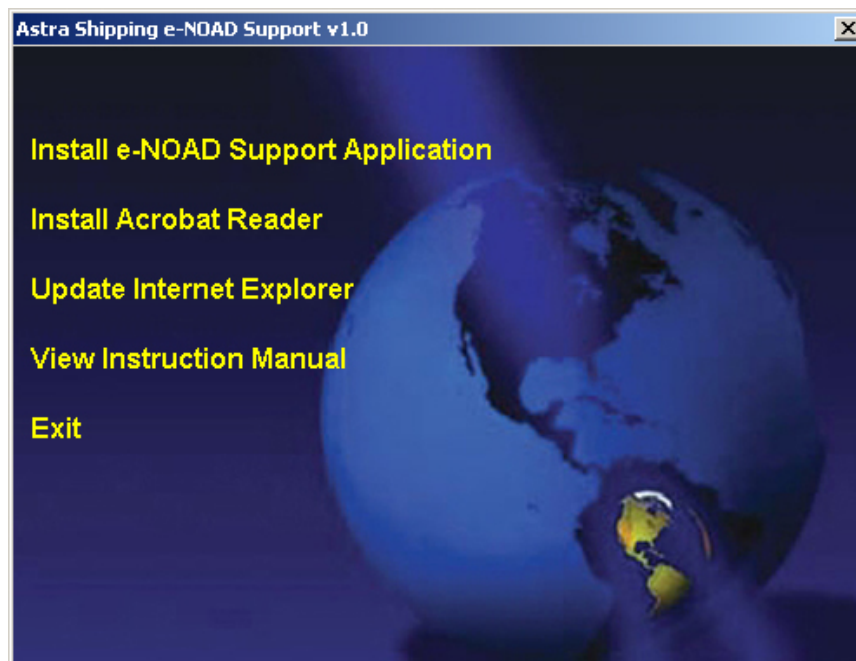 Astra Shipping e-NOAD Support v1.0
Install e-NOAD Support Application
Install Acrobat Reader
Update Internet Explorer
View Instruction Manual
Exit